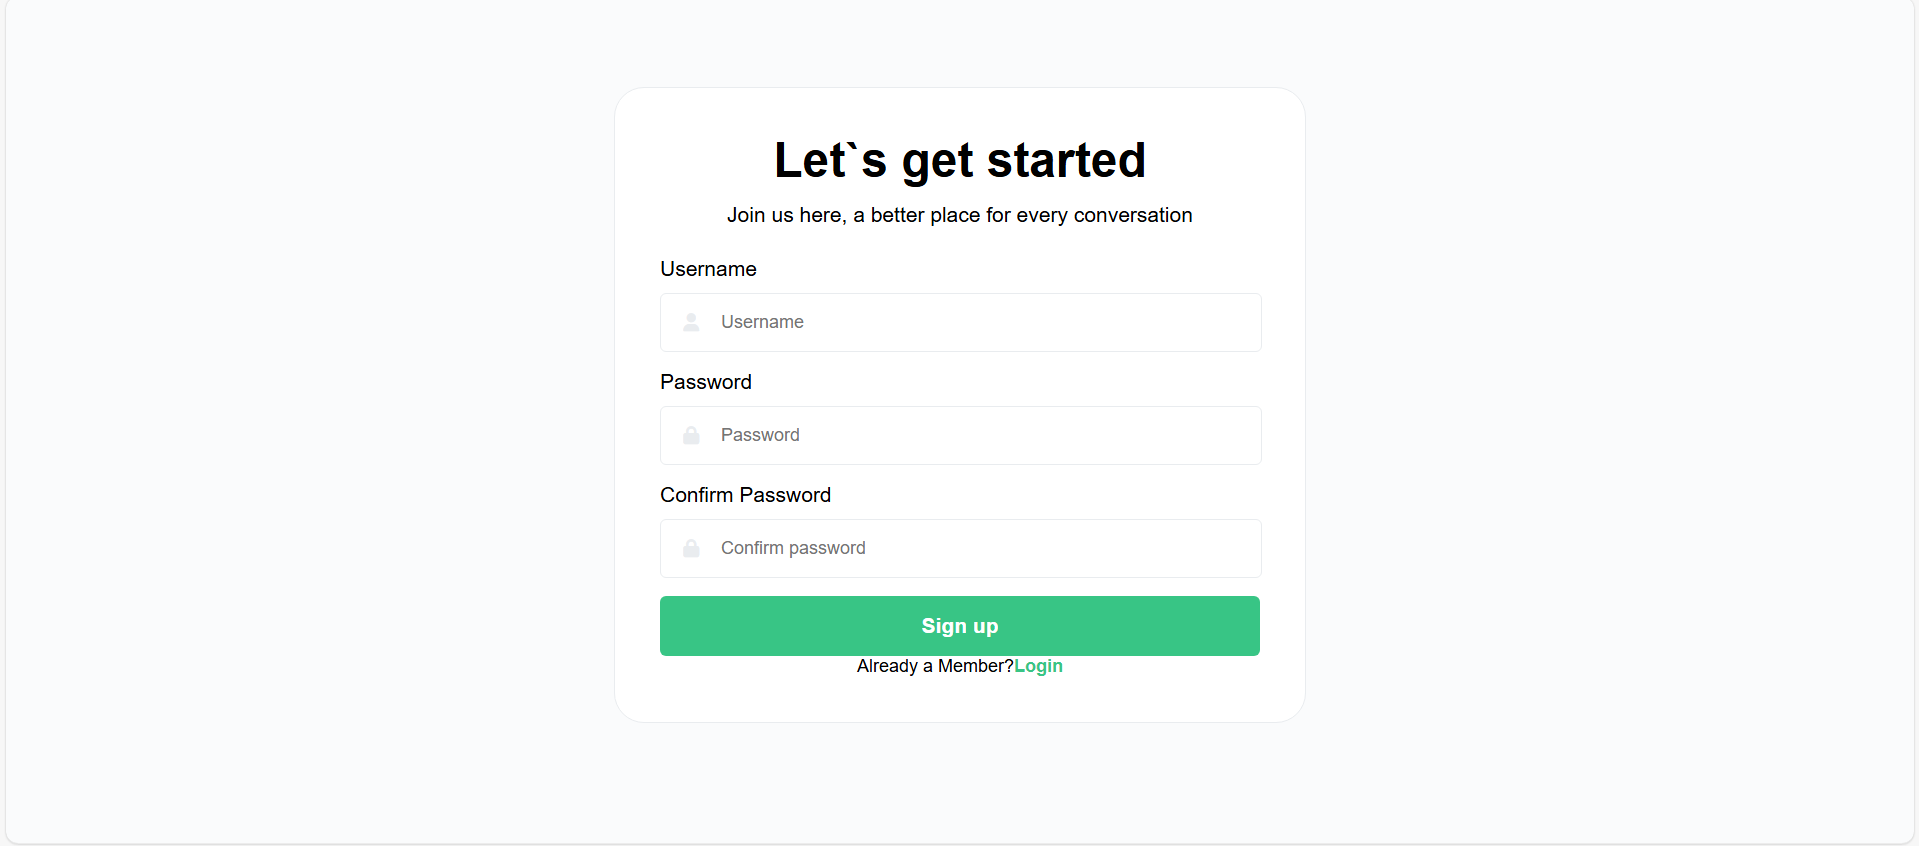 Let`s get started
Join us here, a better place for every conversation
Username
Username
Password
Password
Confirm Password
Confirm password
Sign up
Already a Member?Login